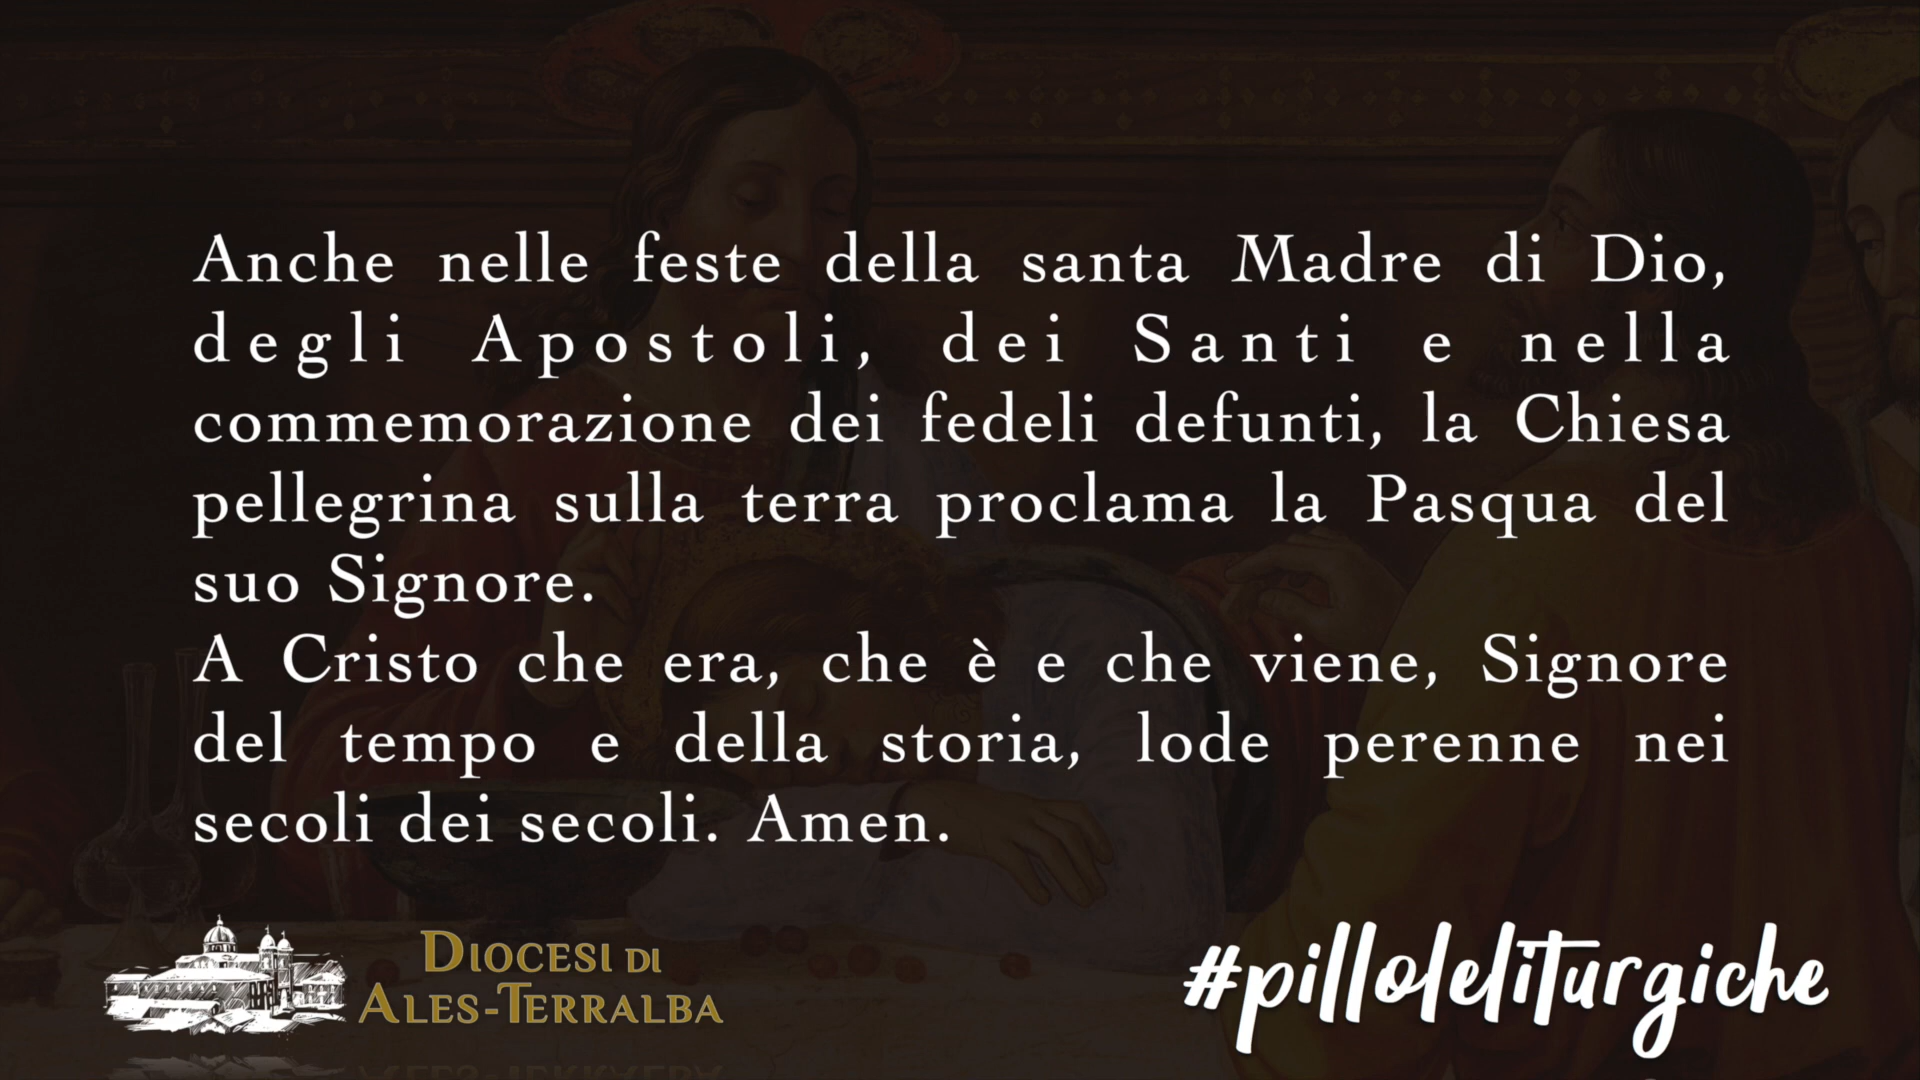 Anche nelle feste della santa Madre di Dio,
degli Apostoli, dei Santi e nella
commemorazione dei fedeli defunti, la Chiesa
pellegrina sulla terra proclama la Pasqua del
suo Signore.
A Cristo che era, che è e che viene, Signore
del tempo e della storia, lode perenne nei
secoli dei secoli. Amen.
DIOCESI DI
ALES-TERRALBA
#pilloleliturgiche